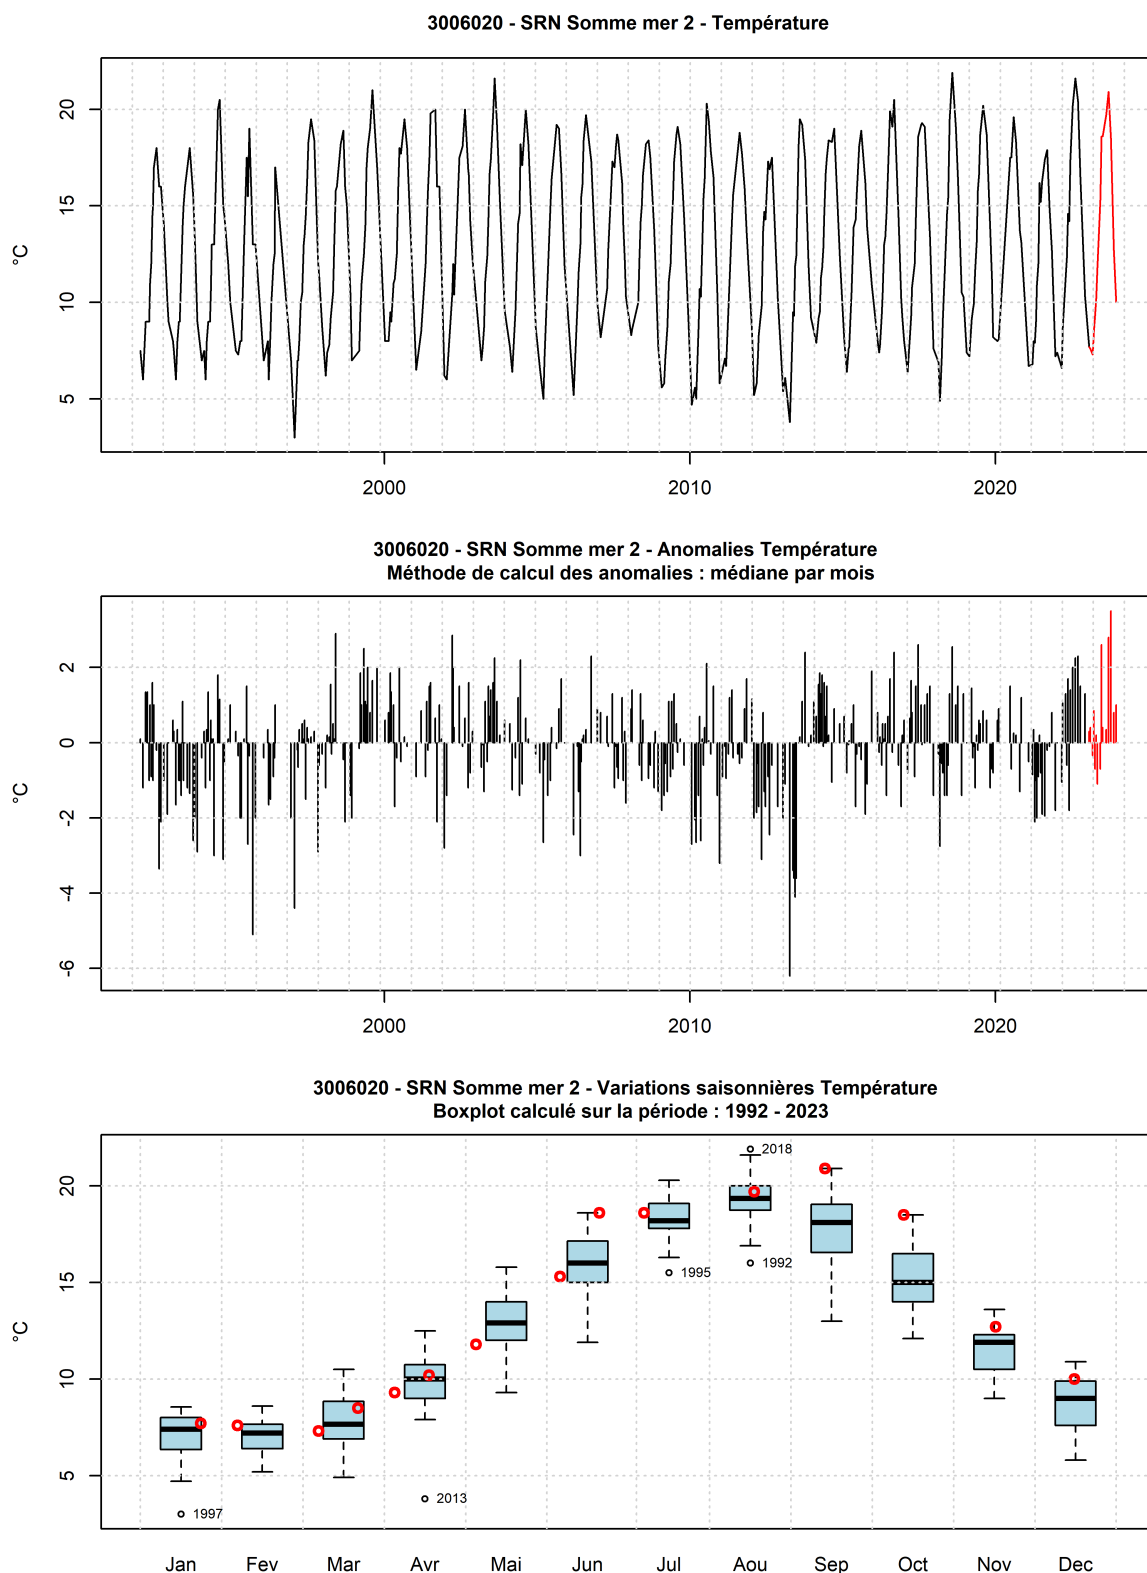 3006020 - SRN Somme mer 2 - Température
20
15
10
5
°C
2000 2010 2020
3006020 - SRN Somme mer 2 - Anomalies Température
Méthode de calcul des anomalies : médiane par mois
2
0
-2
-4
-6
°C
2000 2010 2020
3006020 - SRN Somme mer 2 - Variations saisonnières Température
Boxplot calculé sur la période : 1992 - 2023
20
15
10
5
°C
2018
1992
1995
2013
1997
Jan Fev Mar Avr Mai Jun Jul Aou Sep Oct Nov Dec